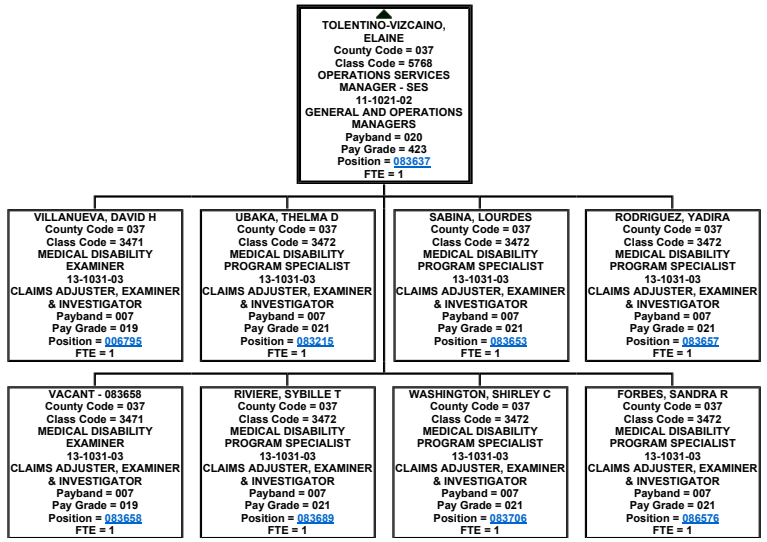 TOLENTINO-VIZCAINO,
ELAINE
County Code = 037
Class Code = 5768
OPERATIONS SERVICES
MANAGER - SES
11-1021-02
GENERAL AND OPERATIONS
MANAGERS
Payband = 020
Pay Grade = 423
Position = 083637
FTE = 1
VILLANUEVA, DAVID H
County Code = 037
Class Code = 3471
MEDICAL DISABILITY
EXAMINER
13-1031-03
CLAIMS ADJUSTER, EXAMINER
& INVESTIGATOR
Payband = 007
Pay Grade = 019
Position = 006795
FTE = 1
UBAKA, THELMA D
County Code = 037
Class Code = 3472
MEDICAL DISABILITY
PROGRAM SPECIALIST
13-1031-03
CLAIMS ADJUSTER, EXAMINER
& INVESTIGATOR
Payband = 007
Pay Grade = 021
Position = 083215
FTE = 1
SABINA, LOURDES
County Code = 037
Class Code = 3472
MEDICAL DISABILITY
PROGRAM SPECIALIST
13-1031-03
CLAIMS ADJUSTER, EXAMINER
& INVESTIGATOR
Payband = 007
Pay Grade = 021
Position = 083653
FTE = 1
RODRIGUEZ, YADIRA
County Code = 037
Class Code = 3472
MEDICAL DISABILITY
PROGRAM SPECIALIST
13-1031-03
CLAIMS ADJUSTER, EXAMINER
& INVESTIGATOR
Payband = 007
Pay Grade = 021
Position = 083657
FTE = 1
VACANT - 083658
County Code = 037
Class Code = 3471
MEDICAL DISABILITY
EXAMINER
13-1031-03
CLAIMS ADJUSTER, EXAMINER
& INVESTIGATOR
Payband = 007
Pay Grade = 019
Position = 083658
FTE = 1
RIVIERE, SYBILLE T
County Code = 037
Class Code = 3472
MEDICAL DISABILITY
PROGRAM SPECIALIST
13-1031-03
CLAIMS ADJUSTER, EXAMINER
& INVESTIGATOR
Payband = 007
Pay Grade = 021
Position = 083689
FTE = 1
WASHINGTON, SHIRLEY C
County Code = 037
Class Code = 3472
MEDICAL DISABILITY
PROGRAM SPECIALIST
13-1031-03
CLAIMS ADJUSTER, EXAMINER
& INVESTIGATOR
Payband = 007
Pay Grade = 021
Position = 083706
FTE = 1
FORBES, SANDRA R
County Code = 037
Class Code = 3472
MEDICAL DISABILITY
PROGRAM SPECIALIST
13-1031-03
CLAIMS ADJUSTER, EXAMINER
& INVESTIGATOR
Payband = 007
Pay Grade = 021
Position = 086576
FTE = 1